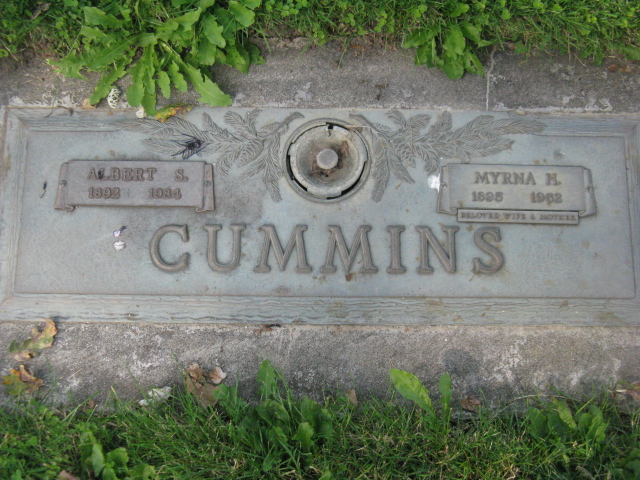 ALBERT S.
1892 1984
MYRNA H.
1895 1962
BELOVED WIFE & MOTHER
CUMMINS